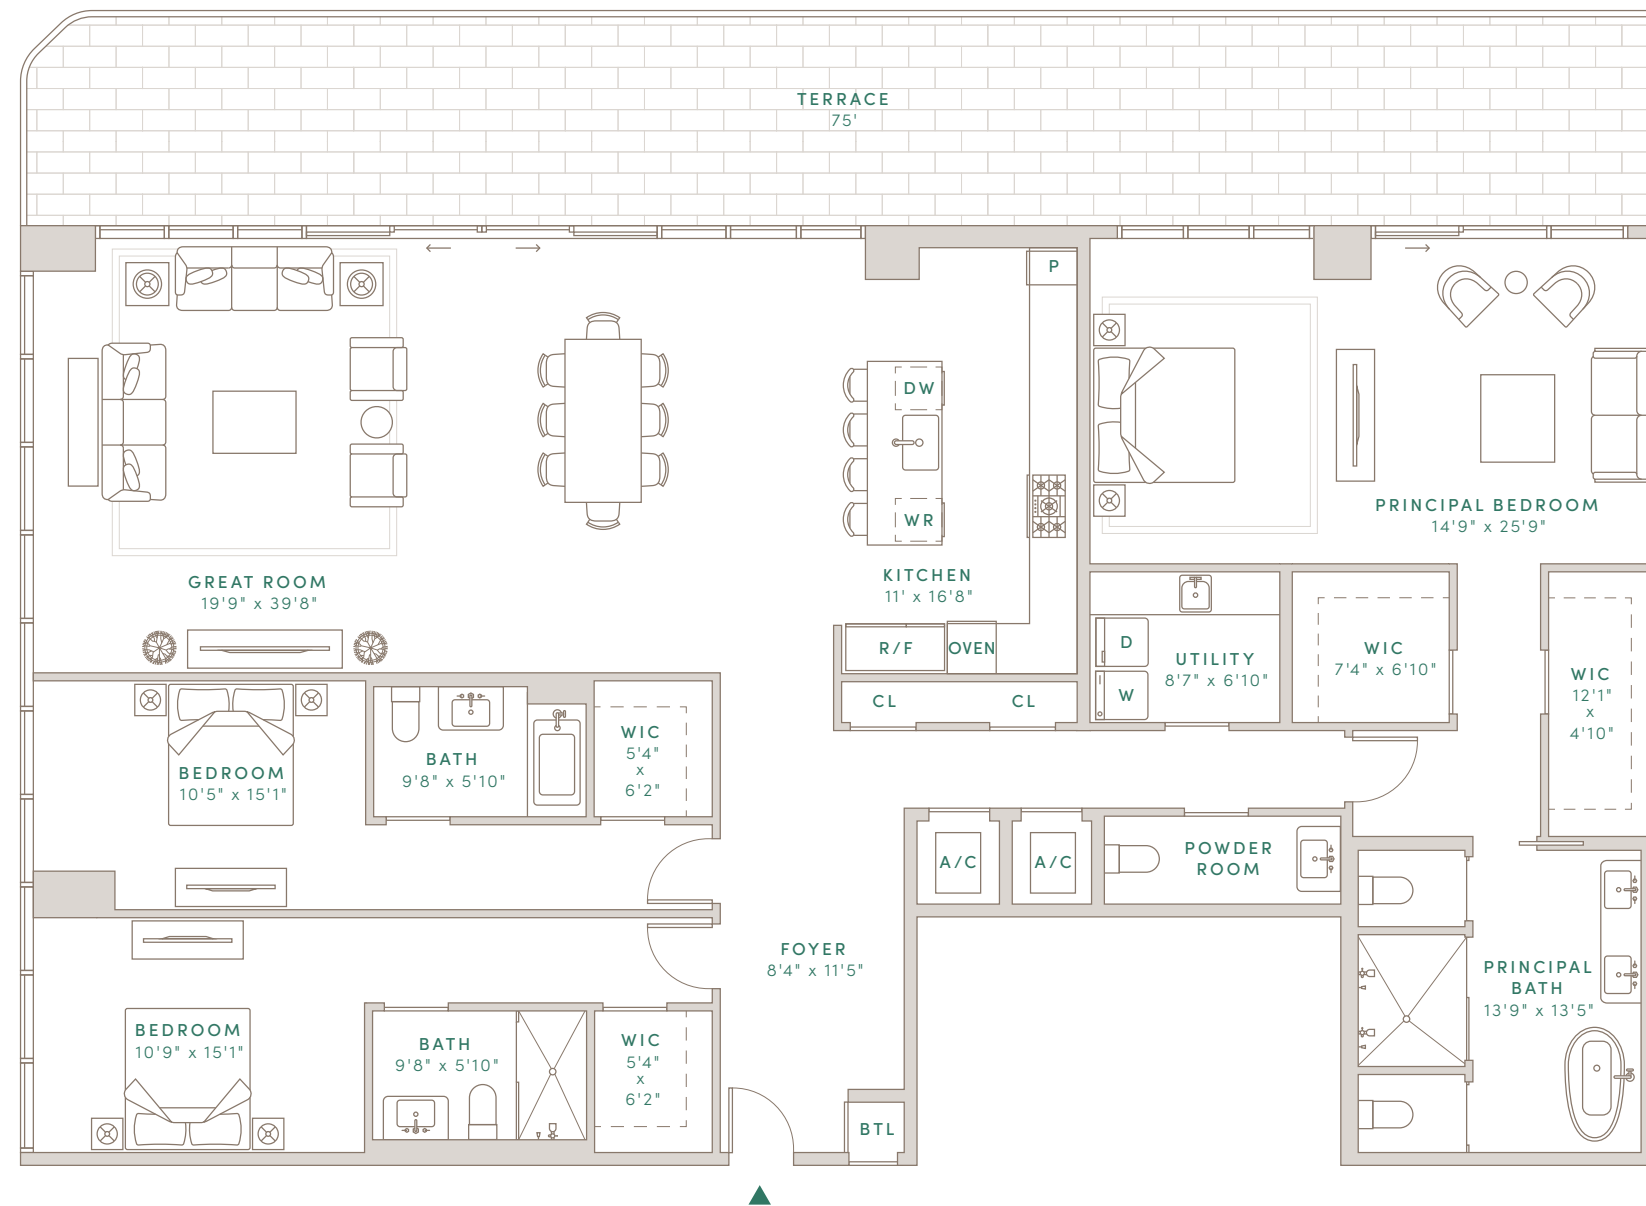 TERRACE
75'
P
DW
WR
PRINCIPAL BEDROOM
14'9" x 25'9"
GREAT ROOM
19'9" x 39'8"
KITCHEN
11' x 16'8"
R/F
OVEN
D
W
UTILITY
8'7" x 6'10"
WIC
7'4" x 6'10"
WIC
12'1"
x
4'10"
CL
CL
BEDROOM
10'5" x 15'1"
BATH
9'8" x 5'10"
WIC
5'4"
x
6'2"
A/C
A/C
POWDER
ROOM
FOYER
8'4" x 11'5"
PRINCIPAL
BATH
13'9" x 13'5"
BEDROOM
10'9" x 15'1"
BATH
9'8" x 5'10"
WIC
5'4"
x
6'2"
BTL